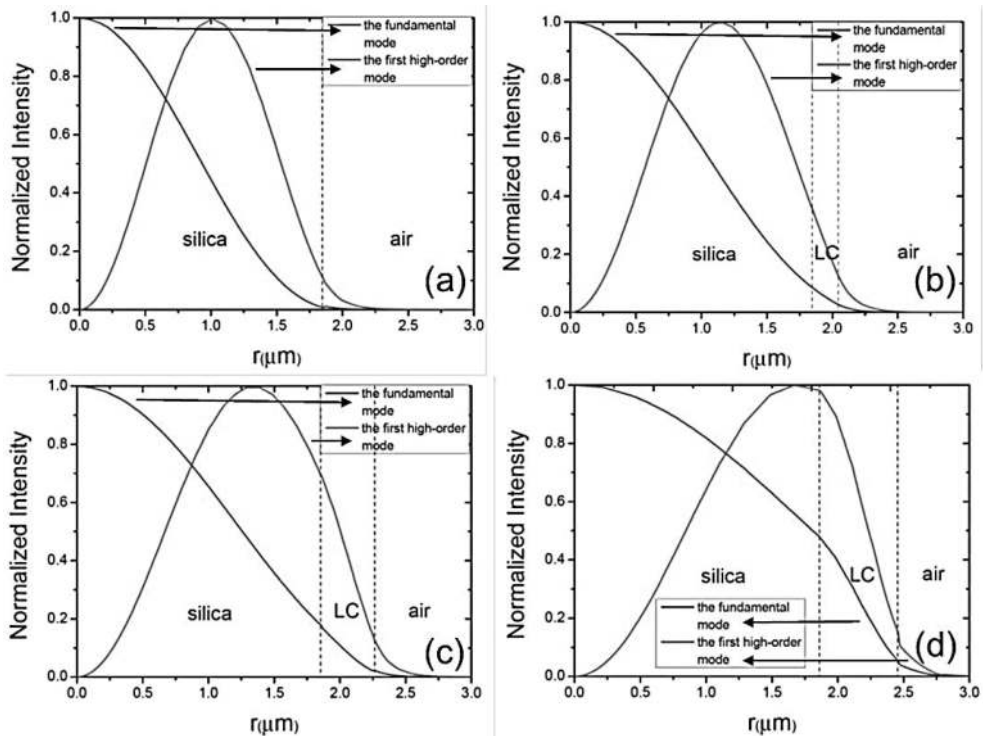 Normalized Intensity
1.0
0.8
0.6
0.4
0.2
0.0
the fundamental
mode
the first high-order
mode
silica
air
(a)
0.0 0.5 1.0 1.5 2.0 2.5 3.0
r(μm)
Normalized Intensity
1.0
0.8
0.6
0.4
0.2
0.0
the fundamental
mode
the first high-order
mode
silica
LC
air
(b)
0.0 0.5 1.0 1.5 2.0 2.5 3.0
r(μm)
Normalized Intensity
1.0
0.8
0.6
0.4
0.2
0.0
the fundamental
mode
the first high-order
mode
silica
LC
air
(c)
0.0 0.5 1.0 1.5 2.0 2.5 3.0
r(μm)
Normalized Intensity
1.0
0.8
0.6
0.4
0.2
0.0
silica
LC
air
the fundamental
mode
the first high-order
mode
(d)
0.0 0.5 1.0 1.5 2.0 2.5 3.0
r(μm)